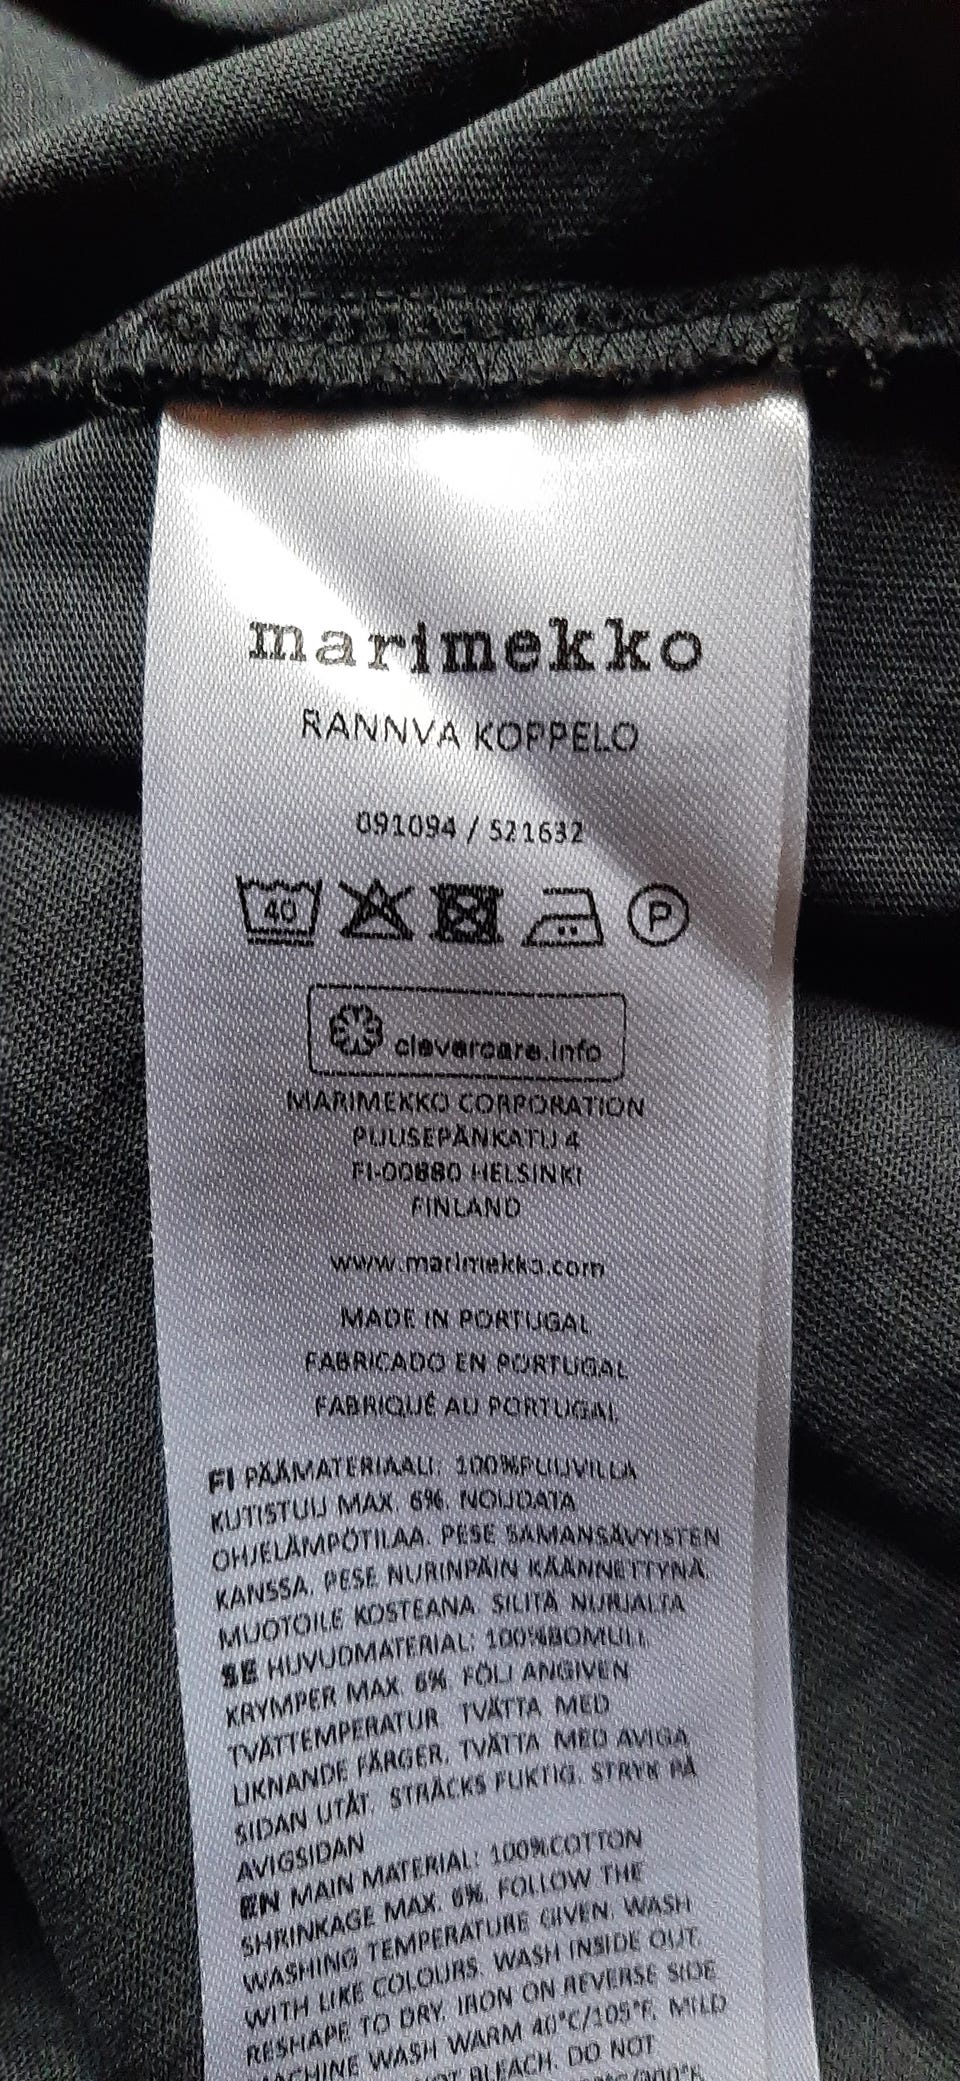 marimekko
RANNVA KOPPELO
091094 / 521632
40
P
clevercare.info
MARIMEKKO CORPORATION
PUUSEPÄNKATU 4
FI-00880 HELSINKI
FINLAND
www.marimekko.com
MADE IN PORTUGAL
FABRICADO EN PORTUGAL
FABRIQUÉ AU PORTUGAL
FI PÄÄMATERIAALI: 100%PUUVILLA
KUTISTUU MAX. 6%. NOUDATA
OHJELÄMPÖTILAA. PESE SAMANSÄVYISTEN
KANSSA. PESE NURINPÄIN KÄÄNNETTYNÄ.
MUOTOILE KOSTEANA. SILITÄ NURJALTA
SE HUVUDMATERIAL: 100%BOMULL
KRYMPER MAX. 6%. FÖLJ ANGIVEN
TVÄTTEMPERATUR. TVÄTTA MED
LIKNANDE FÄRGER. TVÄTTA MED AVIGA
SIDAN UTÅT. STRÄCKS FUKTIG. STRYK PÅ
AVIGSIDAN
EN MAIN MATERIAL: 100%COTTON
SHRINKAGE MAX. 6%. FOLLOW THE
WASHING TEMPERATURE GIVEN. WASH
WITH LIKE COLOURS. WASH INSIDE OUT.
RESHAPE TO DRY. IRON ON REVERSE SIDE
MACHINE WASH WARM 40°C/105°F. MILD
NOT BLEACH. DO NOT